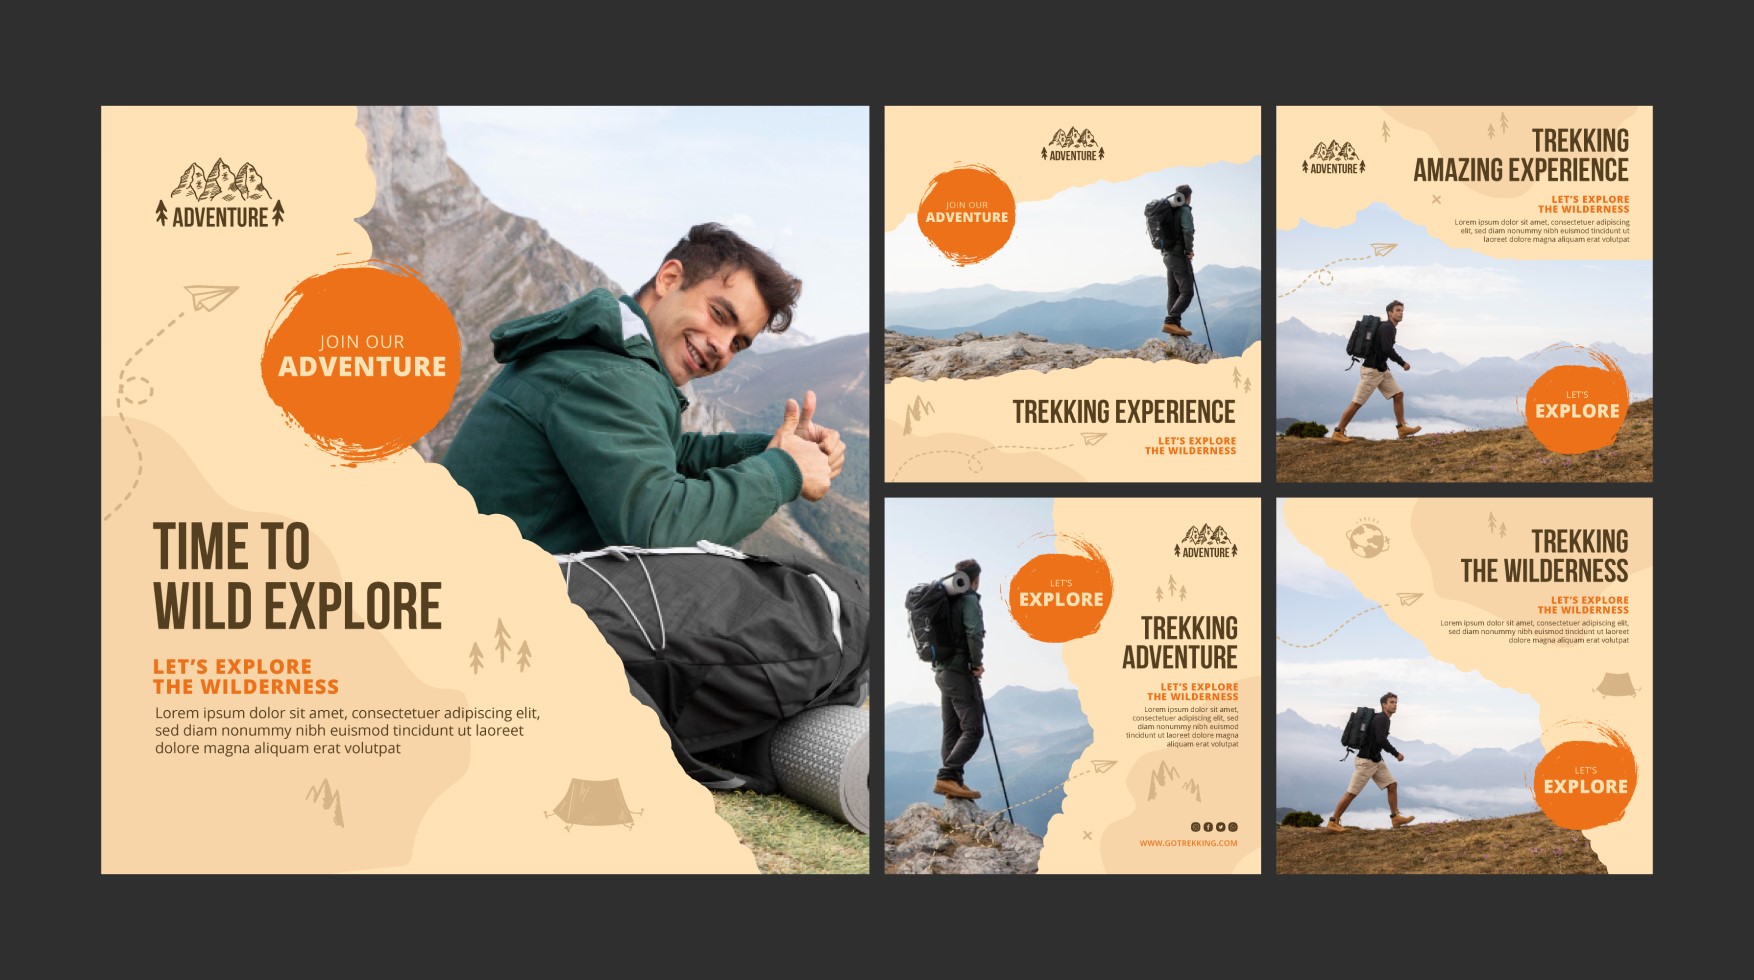 ADVENTURE
JOIN OUR
ADVENTURE
TIME TO
WILD EXPLORE
LET'S EXPLORE
THE WILDERNESS
Lorem ipsum dolor sit amet, consectetuer adipiscing elit,
sed diam nonummy nibh euismod tincidunt ut laoreet
dolore magna aliquam erat volutpat
ADVENTURE
JOIN OUR
ADVENTURE
TREKKING EXPERIENCE
LET'S EXPLORE
THE WILDERNESS
ADVENTURE
TREKKING
AMAZING EXPERIENCE
LET'S EXPLORE
THE WILDERNESS
Lorem ipsum dolor sit amet, consectetuer adipiscing
elit, sed diam nonummy nibh euismod tincidunt ut
laoreet dolore magna aliquam erat volutpat
LET'S
EXPLORE
ADVENTURE
LET'S
EXPLORE
TREKKING
ADVENTURE
LET'S EXPLORE
THE WILDERNESS
Lorem ipsum dolor sit amet,
consectetuer adipiscing elit, sed
diam nonummy nibh euismod
tincidunt ut laoreet dolore magna
aliquam erat volutpat
WWW.GOTREKKING.COM
TREKKING
THE WILDERNESS
LET'S EXPLORE
THE WILDERNESS
Lorem ipsum dolor sit amet, consectetuer adipiscing elit,
sed diam nonummy nibh euismod tincidunt ut laoreet
dolore magna aliquam erat volutpat
LET'S
EXPLORE